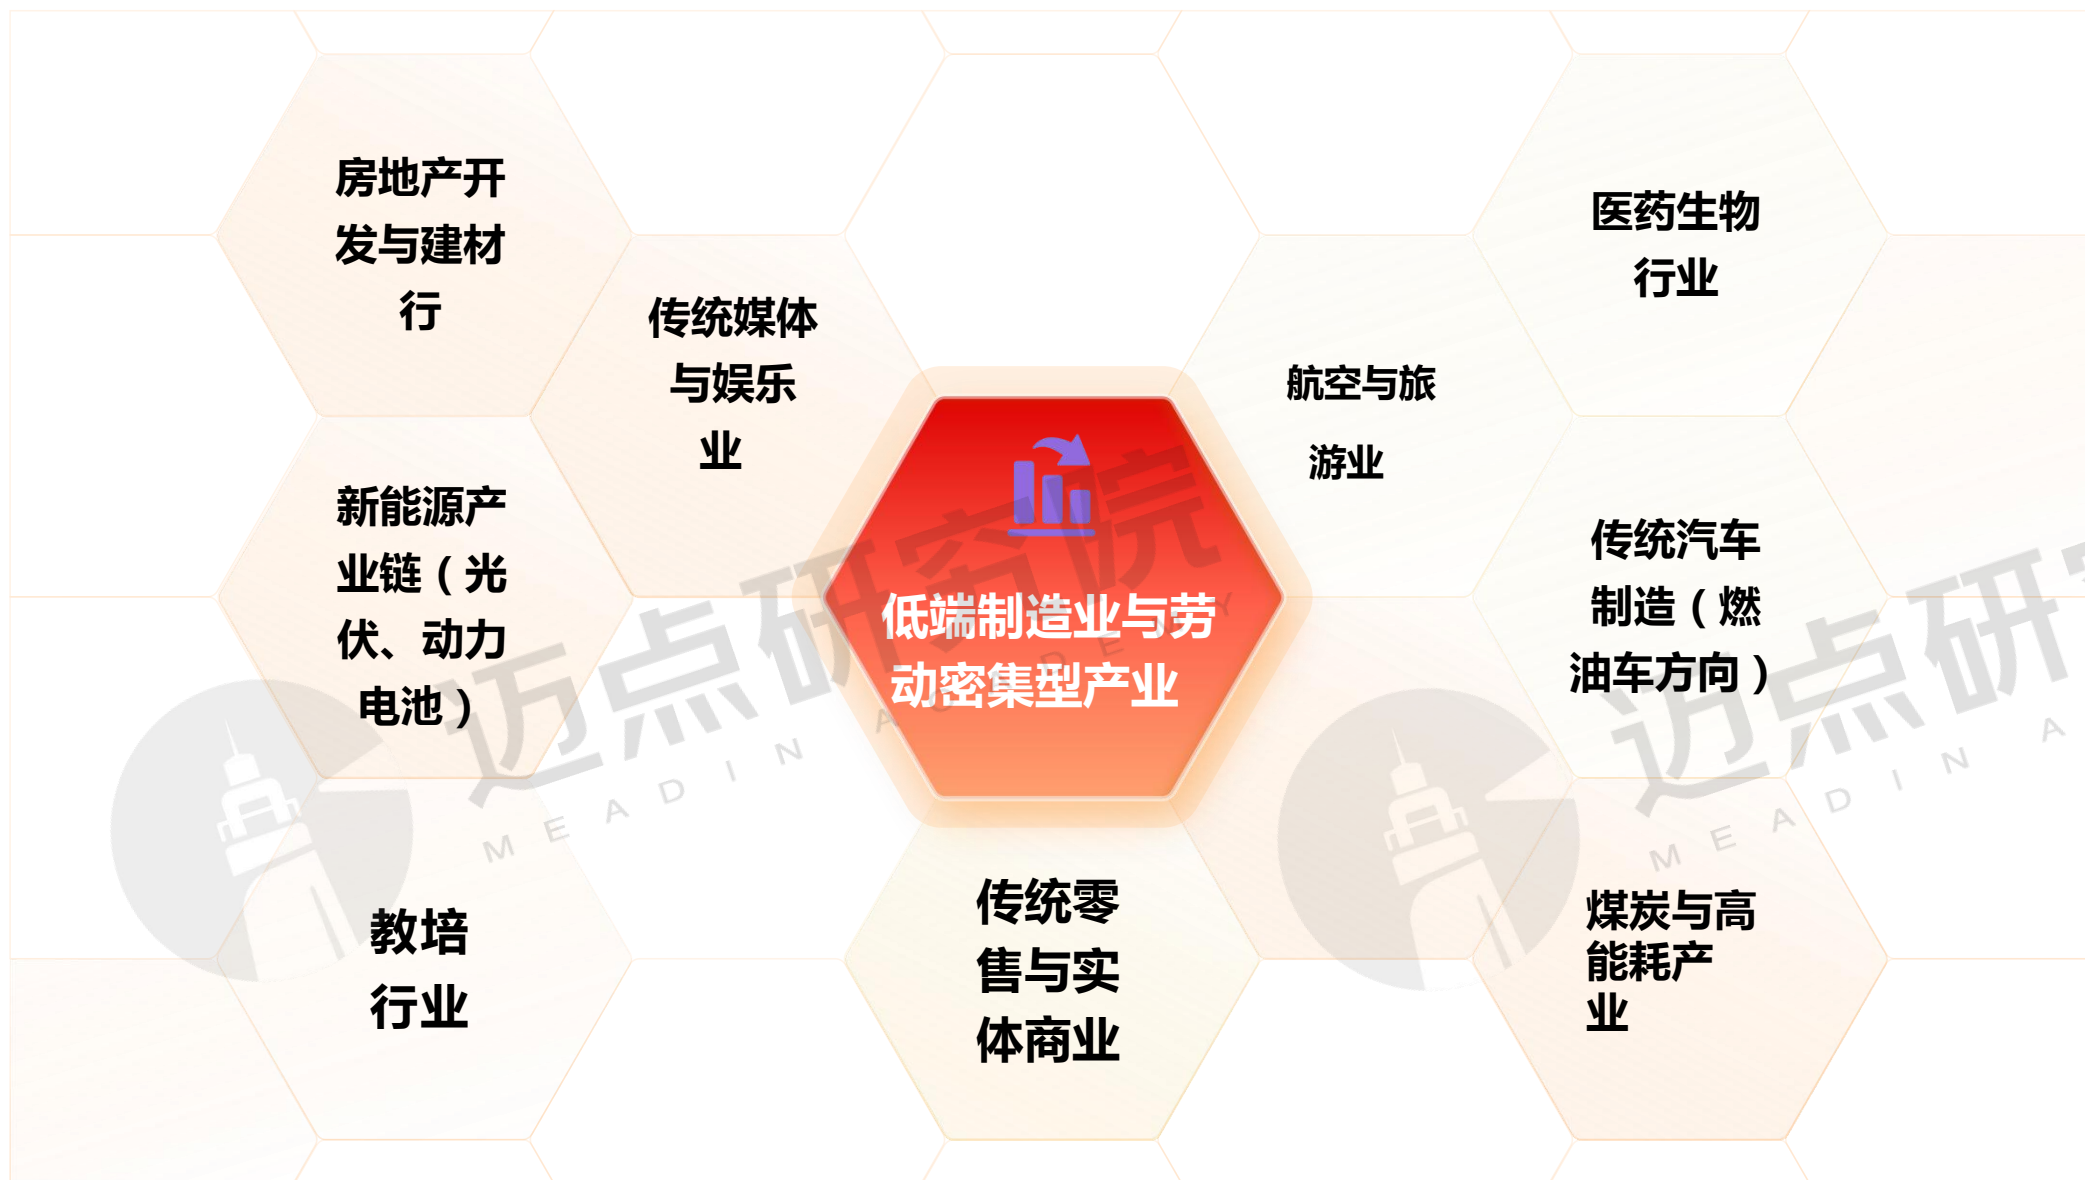 房地产开
发与建材
行
传统媒体
与娱乐
业
新能源产
业链（光
伏、动力
电池）
教培
行业
低端制造业与劳
动密集型产业
传统零
售与实
体商业
航空与旅
游业
医药生物
行业
传统汽车
制造（燃
油车方向）
煤炭与高
能耗产
业
迈点研究院
MEADIN ACADEMY
迈点研究
MEADIN A